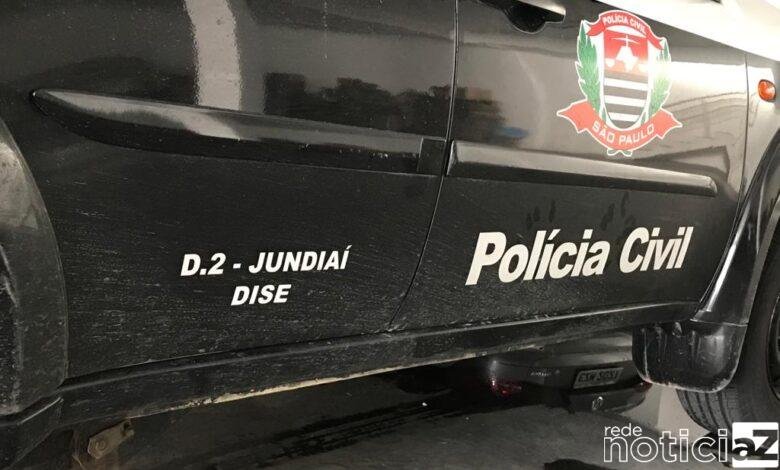 POLÍCIA CIVIL
SÃO PAULO
D.2 - JUNDIAÍ
DISE
Polícia Civil
rede
noticiaz